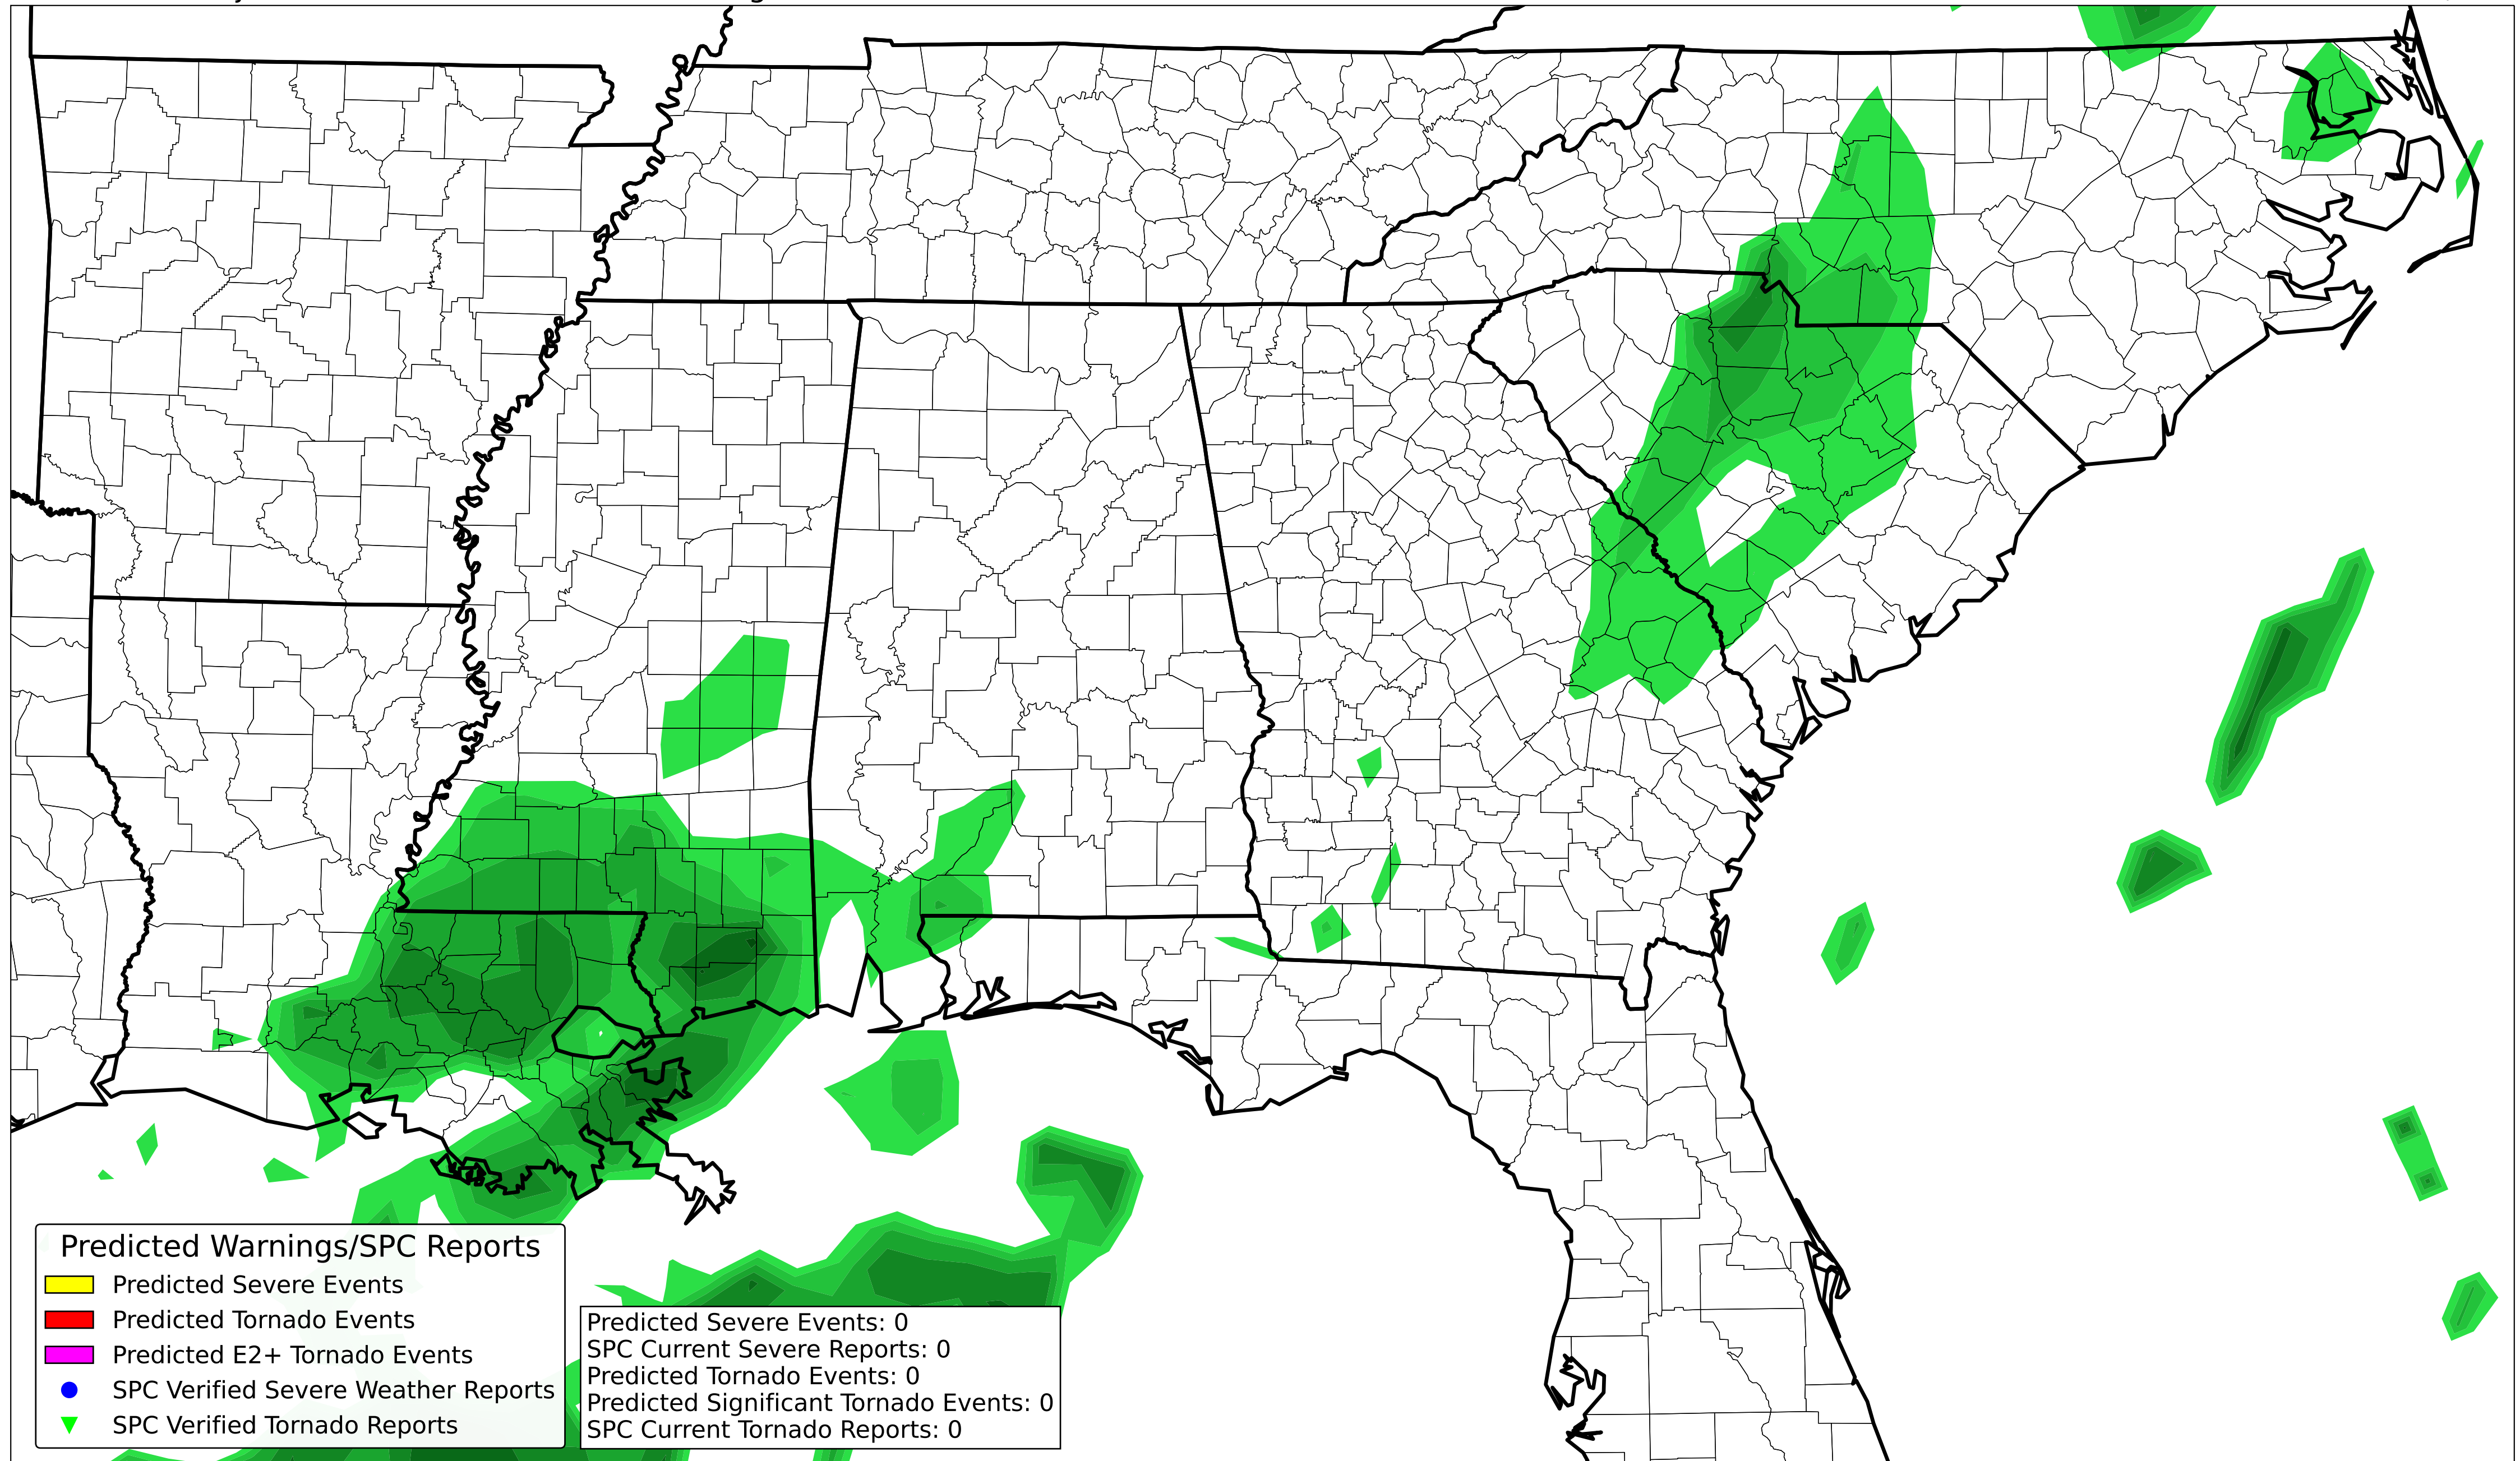 Predicted Warnings/SPC Reports
Predicted Severe Events
Predicted Tornado Events
Predicted E2+ Tornado Events
SPC Verified Severe Weather Reports
SPC Verified Tornado Reports
Predicted Severe Events: 0
SPC Current Severe Reports: 0
Predicted Tornado Events: 0
Predicted Significant Tornado Events: 0
SPC Current Tornado Reports: 0